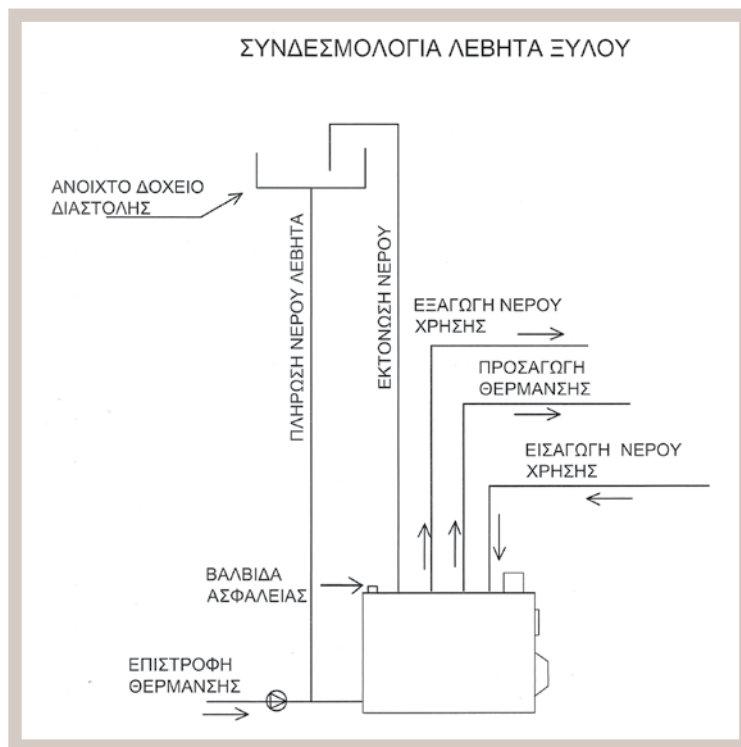 ΣΥΝΔΕΣΜΟΛΟΓΙΑ ΛΕΒΗΤΑ ΞΥΛΟΥ
ΑΝΟΙΧΤΟ ΔΟΧΕΙΟ
ΔΙΑΣΤΟΛΗΣ
ΠΛΗΡΩΣΗ ΝΕΡΟΥ ΛΕΒΗΤΑ
ΕΚΤΟΝΩΣΗ ΝΕΡΟΥ
ΕΞΑΓΩΓΗ ΝΕΡΟΥ
ΧΡΗΣΗΣ
ΠΡΟΣΑΓΩΓΗ
ΘΕΡΜΑΝΣΗΣ
ΕΙΣΑΓΩΓΗ ΝΕΡΟΥ
ΧΡΗΣΗΣ
ΒΑΛΒΙΔΑ
ΑΣΦΑΛΕΙΑΣ
ΕΠΙΣΤΡΟΦΗ
ΘΕΡΜΑΝΣΗΣ